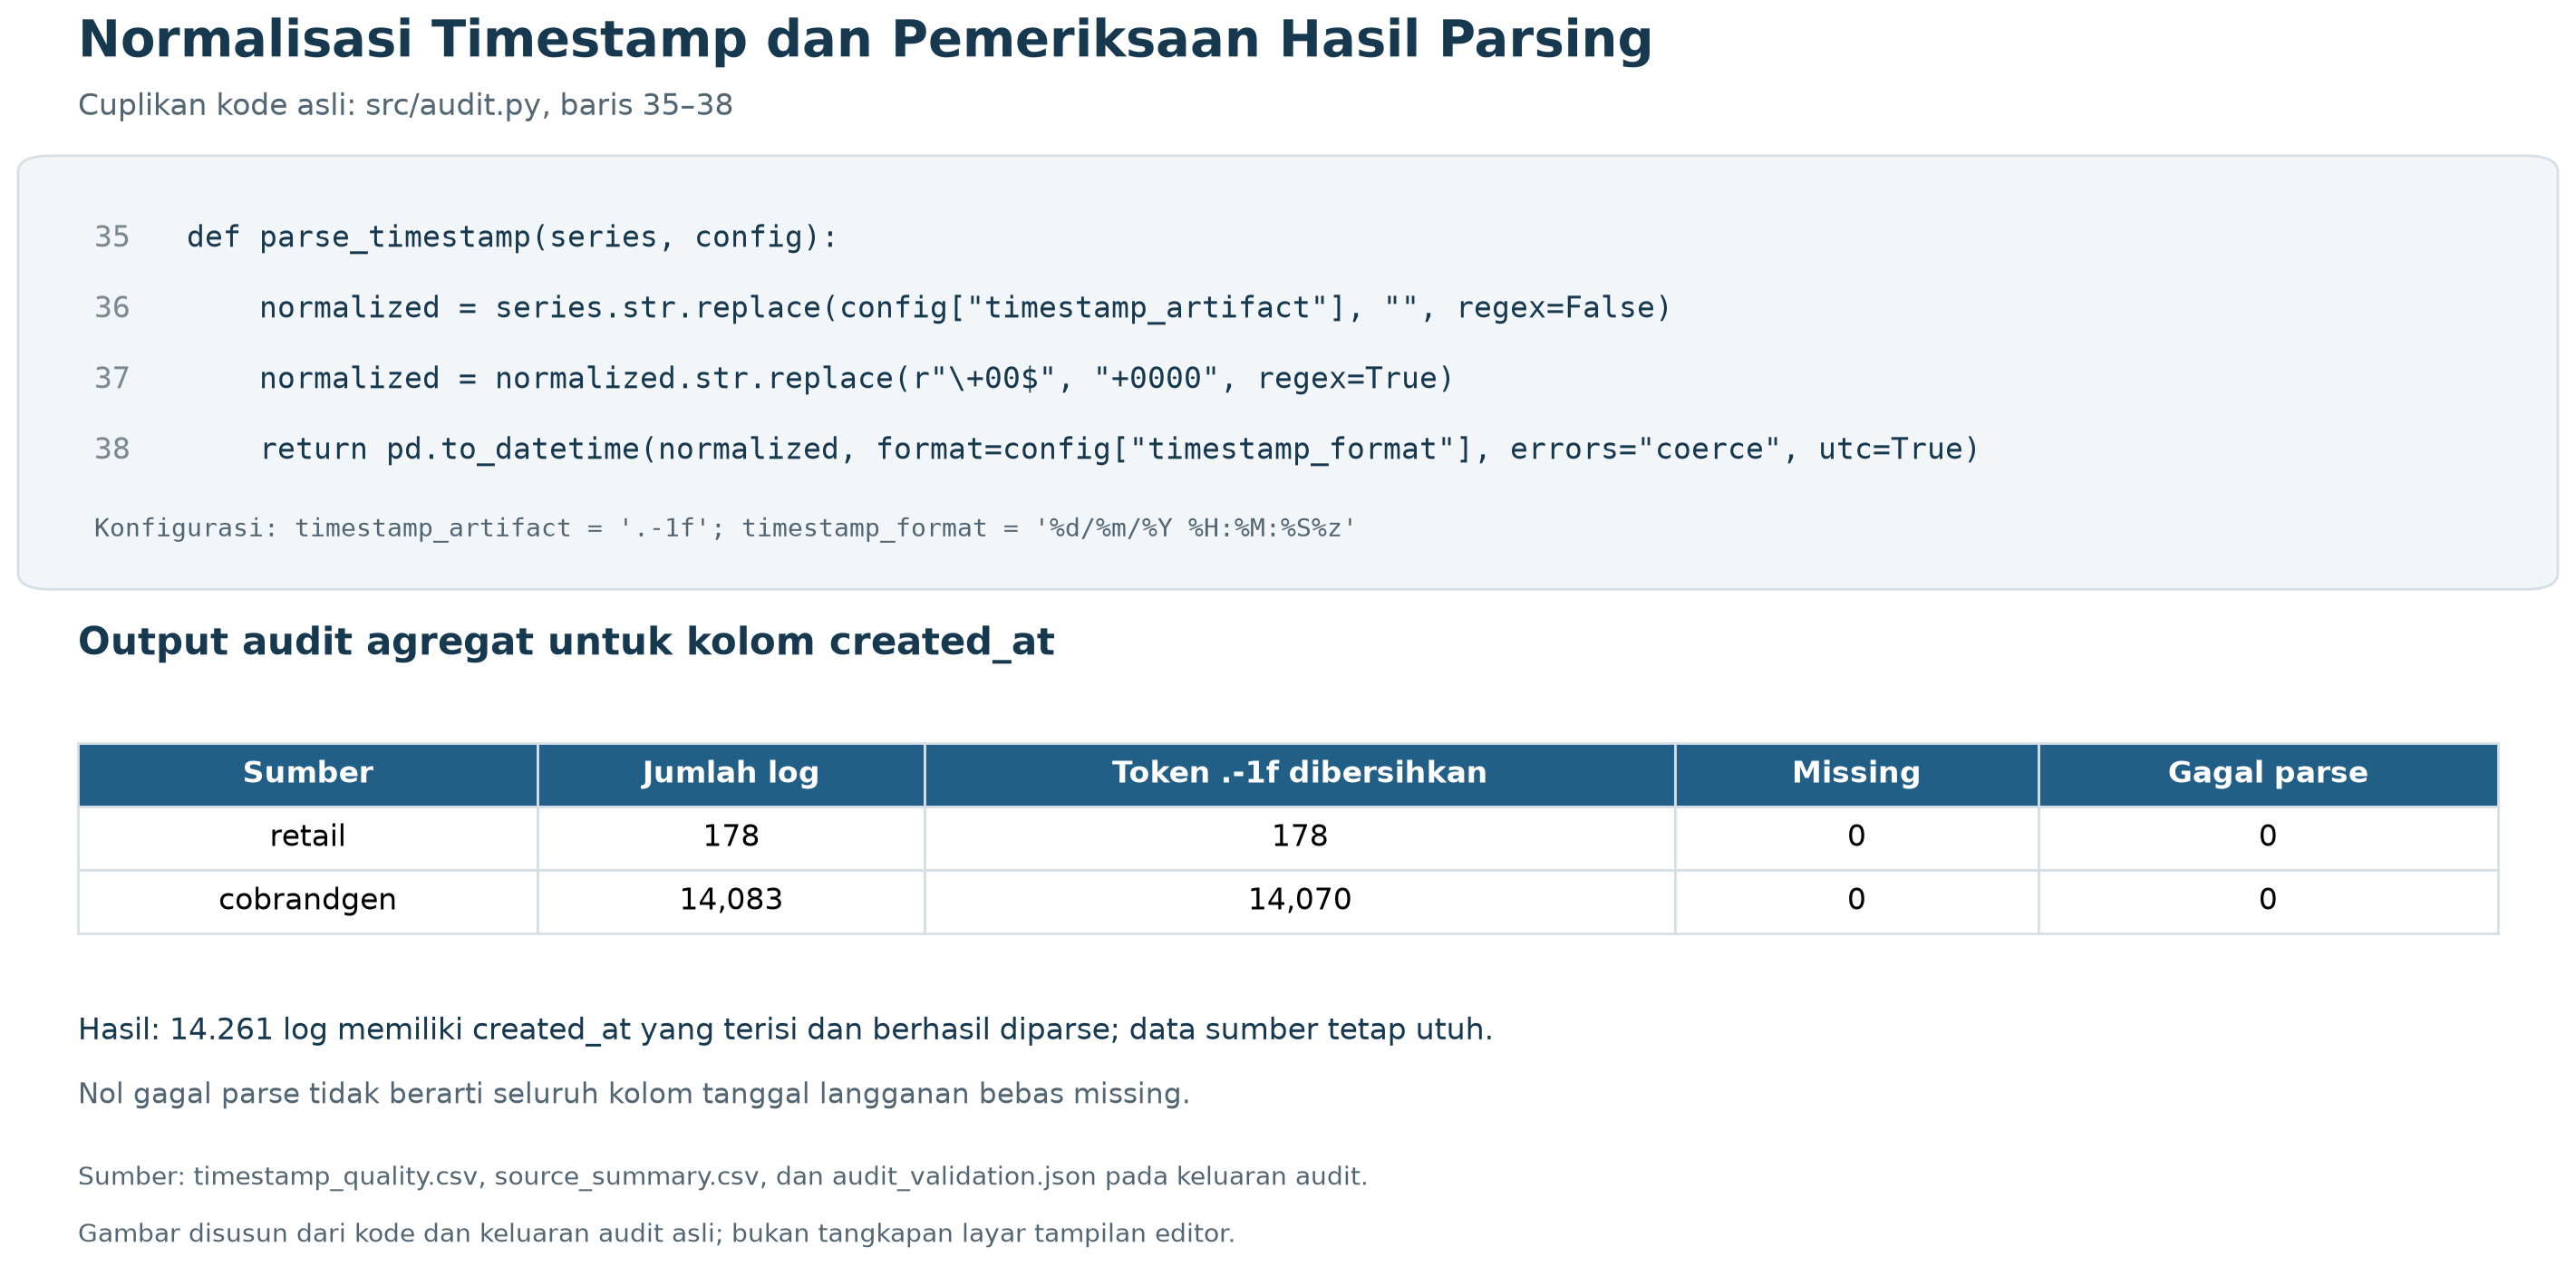 Normalisasi Timestamp dan Pemeriksaan Hasil Parsing
Cuplikan kode asli: src/audit.py, baris 35–38
35 def parse_timestamp(series, config):
36     normalized = series.str.replace(config["timestamp_artifact"], "", regex=False)
37     normalized = normalized.str.replace(r"\+00$", "+0000", regex=True)
38     return pd.to_datetime(normalized, format=config["timestamp_format"], errors="coerce", utc=True)
Konfigurasi: timestamp_artifact = '.-1f'; timestamp_format = '%d/%m/%Y %H:%M:%S%z'
Output audit agregat untuk kolom created_at
Sumber Jumlah log Token .-1f dibersihkan Missing Gagal parse
retail 178 178 0 0
cobrandgen 14,083 14,070 0 0
Hasil: 14.261 log memiliki created_at yang terisi dan berhasil diparse; data sumber tetap utuh.
Nol gagal parse tidak berarti seluruh kolom tanggal langganan bebas missing.
Sumber: timestamp_quality.csv, source_summary.csv, dan audit_validation.json pada keluaran audit.
Gambar disusun dari kode dan keluaran audit asli; bukan tangkapan layar tampilan editor.